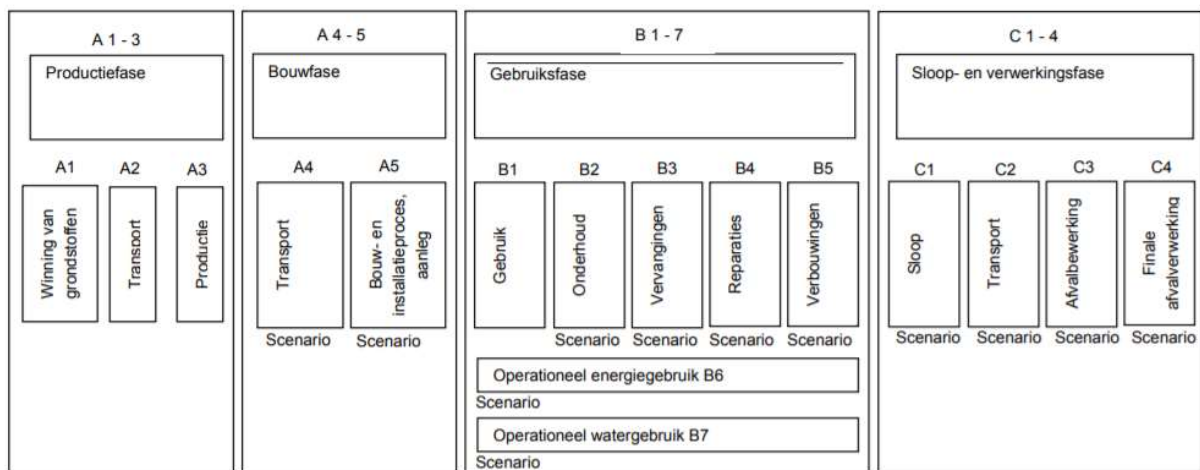 A 1 - 3
Productiefase
A1
A2
A3
Winning van
grondstoffen
Transport
Productie
A 4 - 5
Bouwfase
A4
A5
Transport
Bouw- en
installatieproces,
aanleg
Scenario
Scenario
B 1 - 7
Gebruiksfase
B1
B2
B3
B4
B5
Gebruik
Onderhoud
Vervangingen
Reparaties
Verbouwingen
Scenario
Scenario
Scenario
Scenario
Operationeel energiegebruik B6
Scenario
Operationeel watergebruik B7
Scenario
C 1 - 4
Sloop- en verwerkingsfase
C1
C2
C3
C4
Sloop
Transport
Afvalbewerking
Finale
afvalverwerking
Scenario
Scenario
Scenario
Scenario